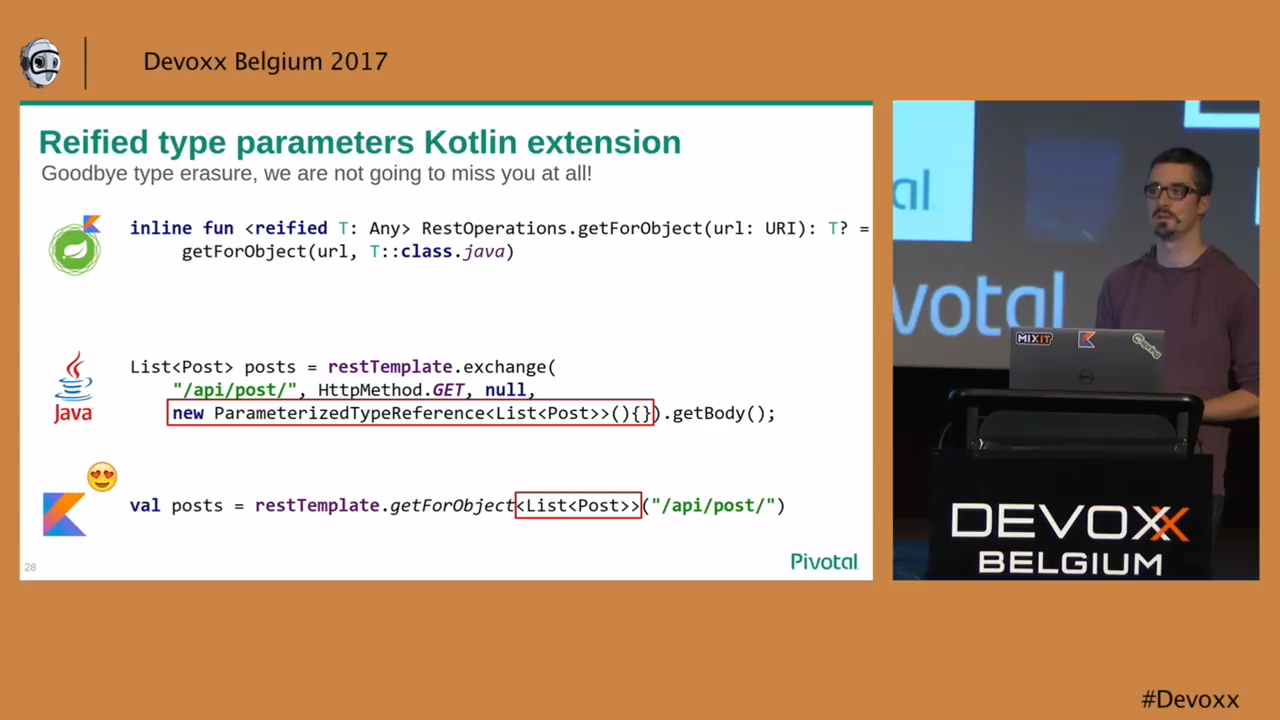 Devoxx Belgium 2017
Reified type parameters Kotlin extension
Goodbye type erasure, we are not going to miss you at all!
inline fun <reified T: Any> RestOperations.getForObject(url: URI): T? =
getForObject(url, T::class.java)
List<Post> posts = restTemplate.exchange(
"/api/post/", HttpMethod.GET, null,
new ParameterizedTypeReference<List<Post>>(){}).getBody();
Java
val posts = restTemplate.getForObject<List<Post>>("/api/post/")
28
Pivotal
al
ivotal
MIXIT
DEVOXX
BELGIUM
#Devoxx